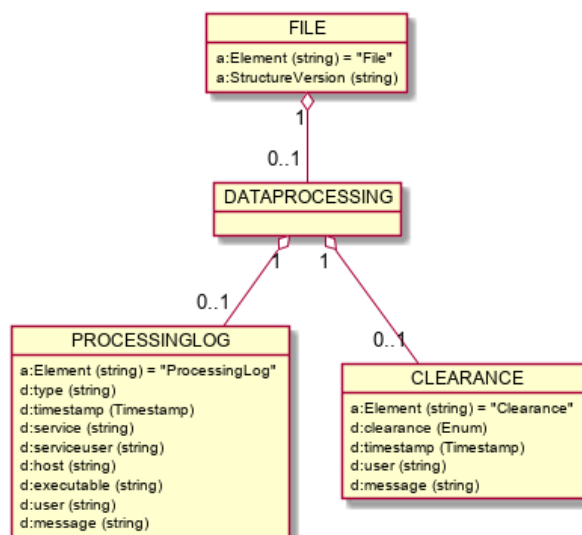 FILE
a:Element (string) = "File"
a:StructureVersion (string)
1
0..1
DATAPROCESSING
1
1
0..1
0..1
PROCESSINGLOG
a:Element (string) = "ProcessingLog"
d:type (string)
d:timestamp (Timestamp)
d:service (string)
d:serviceuser (string)
d:host (string)
d:executable (string)
d:user (string)
d:message (string)
CLEARANCE
a:Element (string) = "Clearance"
d:clearance (Enum)
d:timestamp (Timestamp)
d:user (string)
d:message (string)